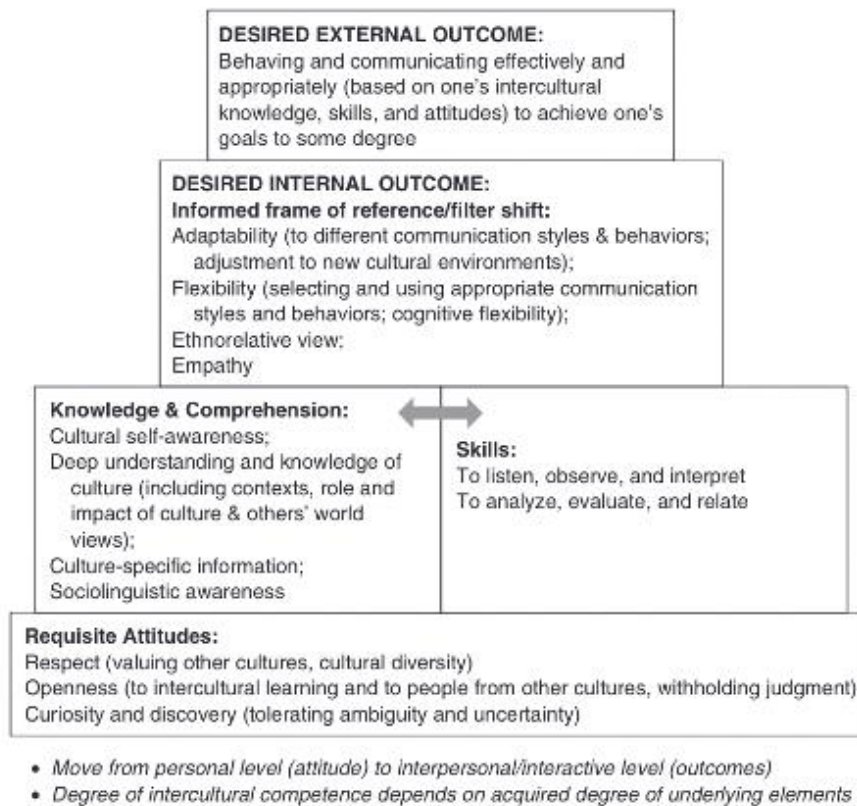 DESIRED EXTERNAL OUTCOME:
Behaving and communicating effectively and
appropriately (based on one's intercultural
knowledge, skills, and attitudes) to achieve one's
goals to some degree
DESIRED INTERNAL OUTCOME:
Informed frame of reference/filter shift:
Adaptability (to different communication styles & behaviors;
adjustment to new cultural environments);
Flexibility (selecting and using appropriate communication
styles and behaviors; cognitive flexibility);
Ethnorelative view:
Empathy
Knowledge & Comprehension:
Cultural self-awareness;
Deep understanding and knowledge of
culture (including contexts, role and
impact of culture & others' world
views);
Culture-specific information;
Sociolinguistic awareness
Skills:
To listen, observe, and interpret
To analyze, evaluate, and relate
Requisite Attitudes:
Respect (valuing other cultures, cultural diversity)
Openness (to intercultural learning and to people from other cultures, withholding judgment)
Curiosity and discovery (tolerating ambiguity and uncertainty)
• Move from personal level (attitude) to interpersonal/interactive level (outcomes)
• Degree of intercultural competence depends on acquired degree of underlying elements